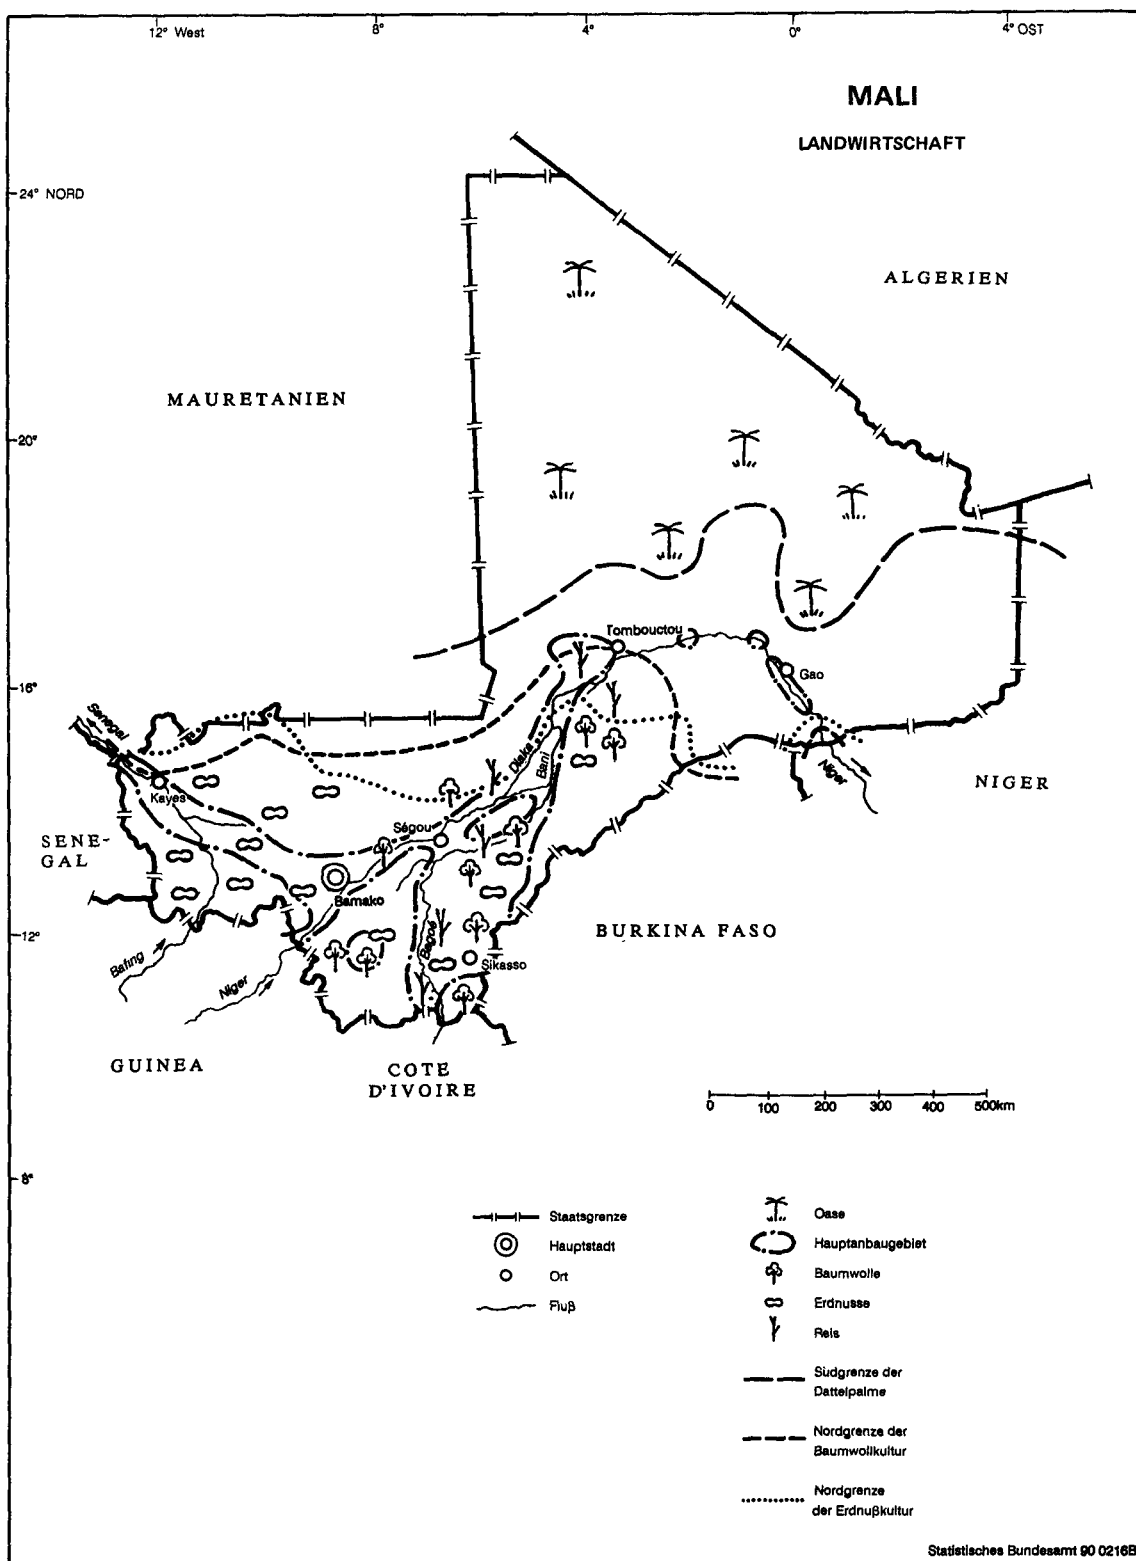 12° West 8° 4° 0° 4° OST
MALI
LANDWIRTSCHAFT
24° NORD
ALGERIEN
MAURETANIEN
20°
Tombouctou
Gao
16°
Senegal
Diaka
Bani
Niger
NIGER
Kayes
Ségou
SENE-
GAL
Bamako
12°
BURKINA FASO
Bagoé
Sikasso
Bafing
Niger
GUINEA
COTE
D'IVOIRE
0 100 200 300 400 500km
8°
Staatsgrenze
Hauptstadt
Ort
Fluß
Oase
Hauptanbaugebiet
Baumwolle
Erdnusse
Reis
Südgrenze der
Dattelpalme
Nordgrenze der
Baumwollkultur
Nordgrenze
der Erdnußkultur
Statistisches Bundesamt 90 0216B